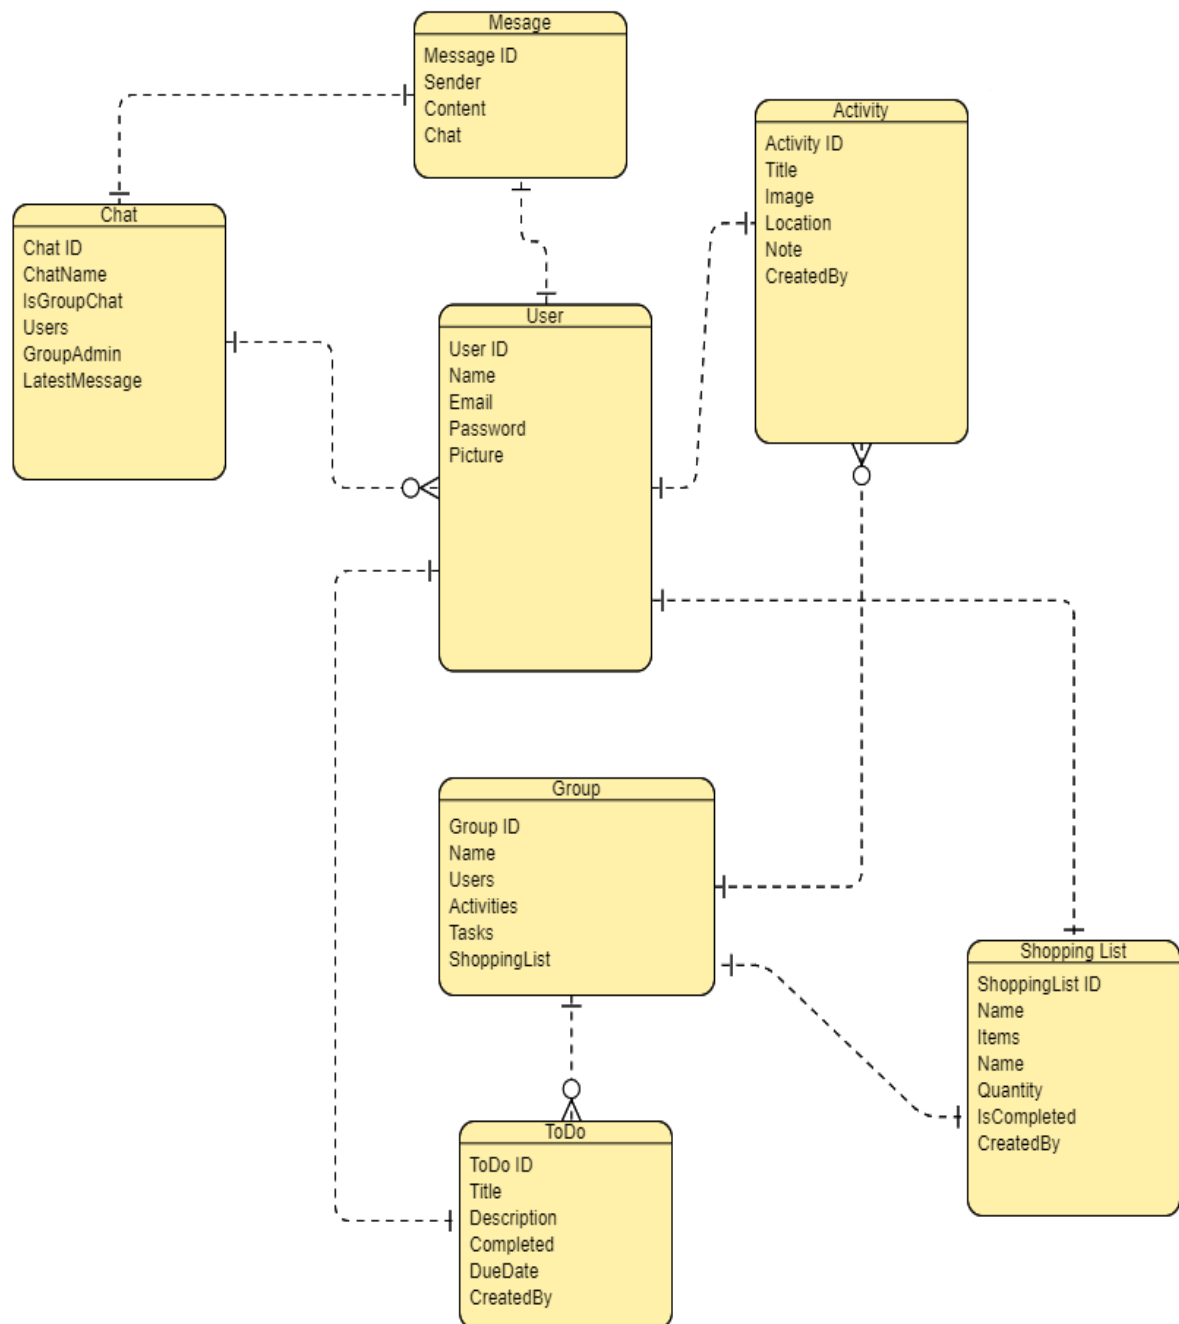 Mesage
Message ID
Sender
Content
Chat
Activity
Activity ID
Title
Image
Location
Note
CreatedBy
Chat
Chat ID
ChatName
IsGroupChat
Users
GroupAdmin
LatestMessage
User
User ID
Name
Email
Password
Picture
Group
Group ID
Name
Users
Activities
Tasks
ShoppingList
Shopping List
ShoppingList ID
Name
Items
Name
Quantity
IsCompleted
CreatedBy
ToDo
ToDo ID
Title
Description
Completed
DueDate
CreatedBy